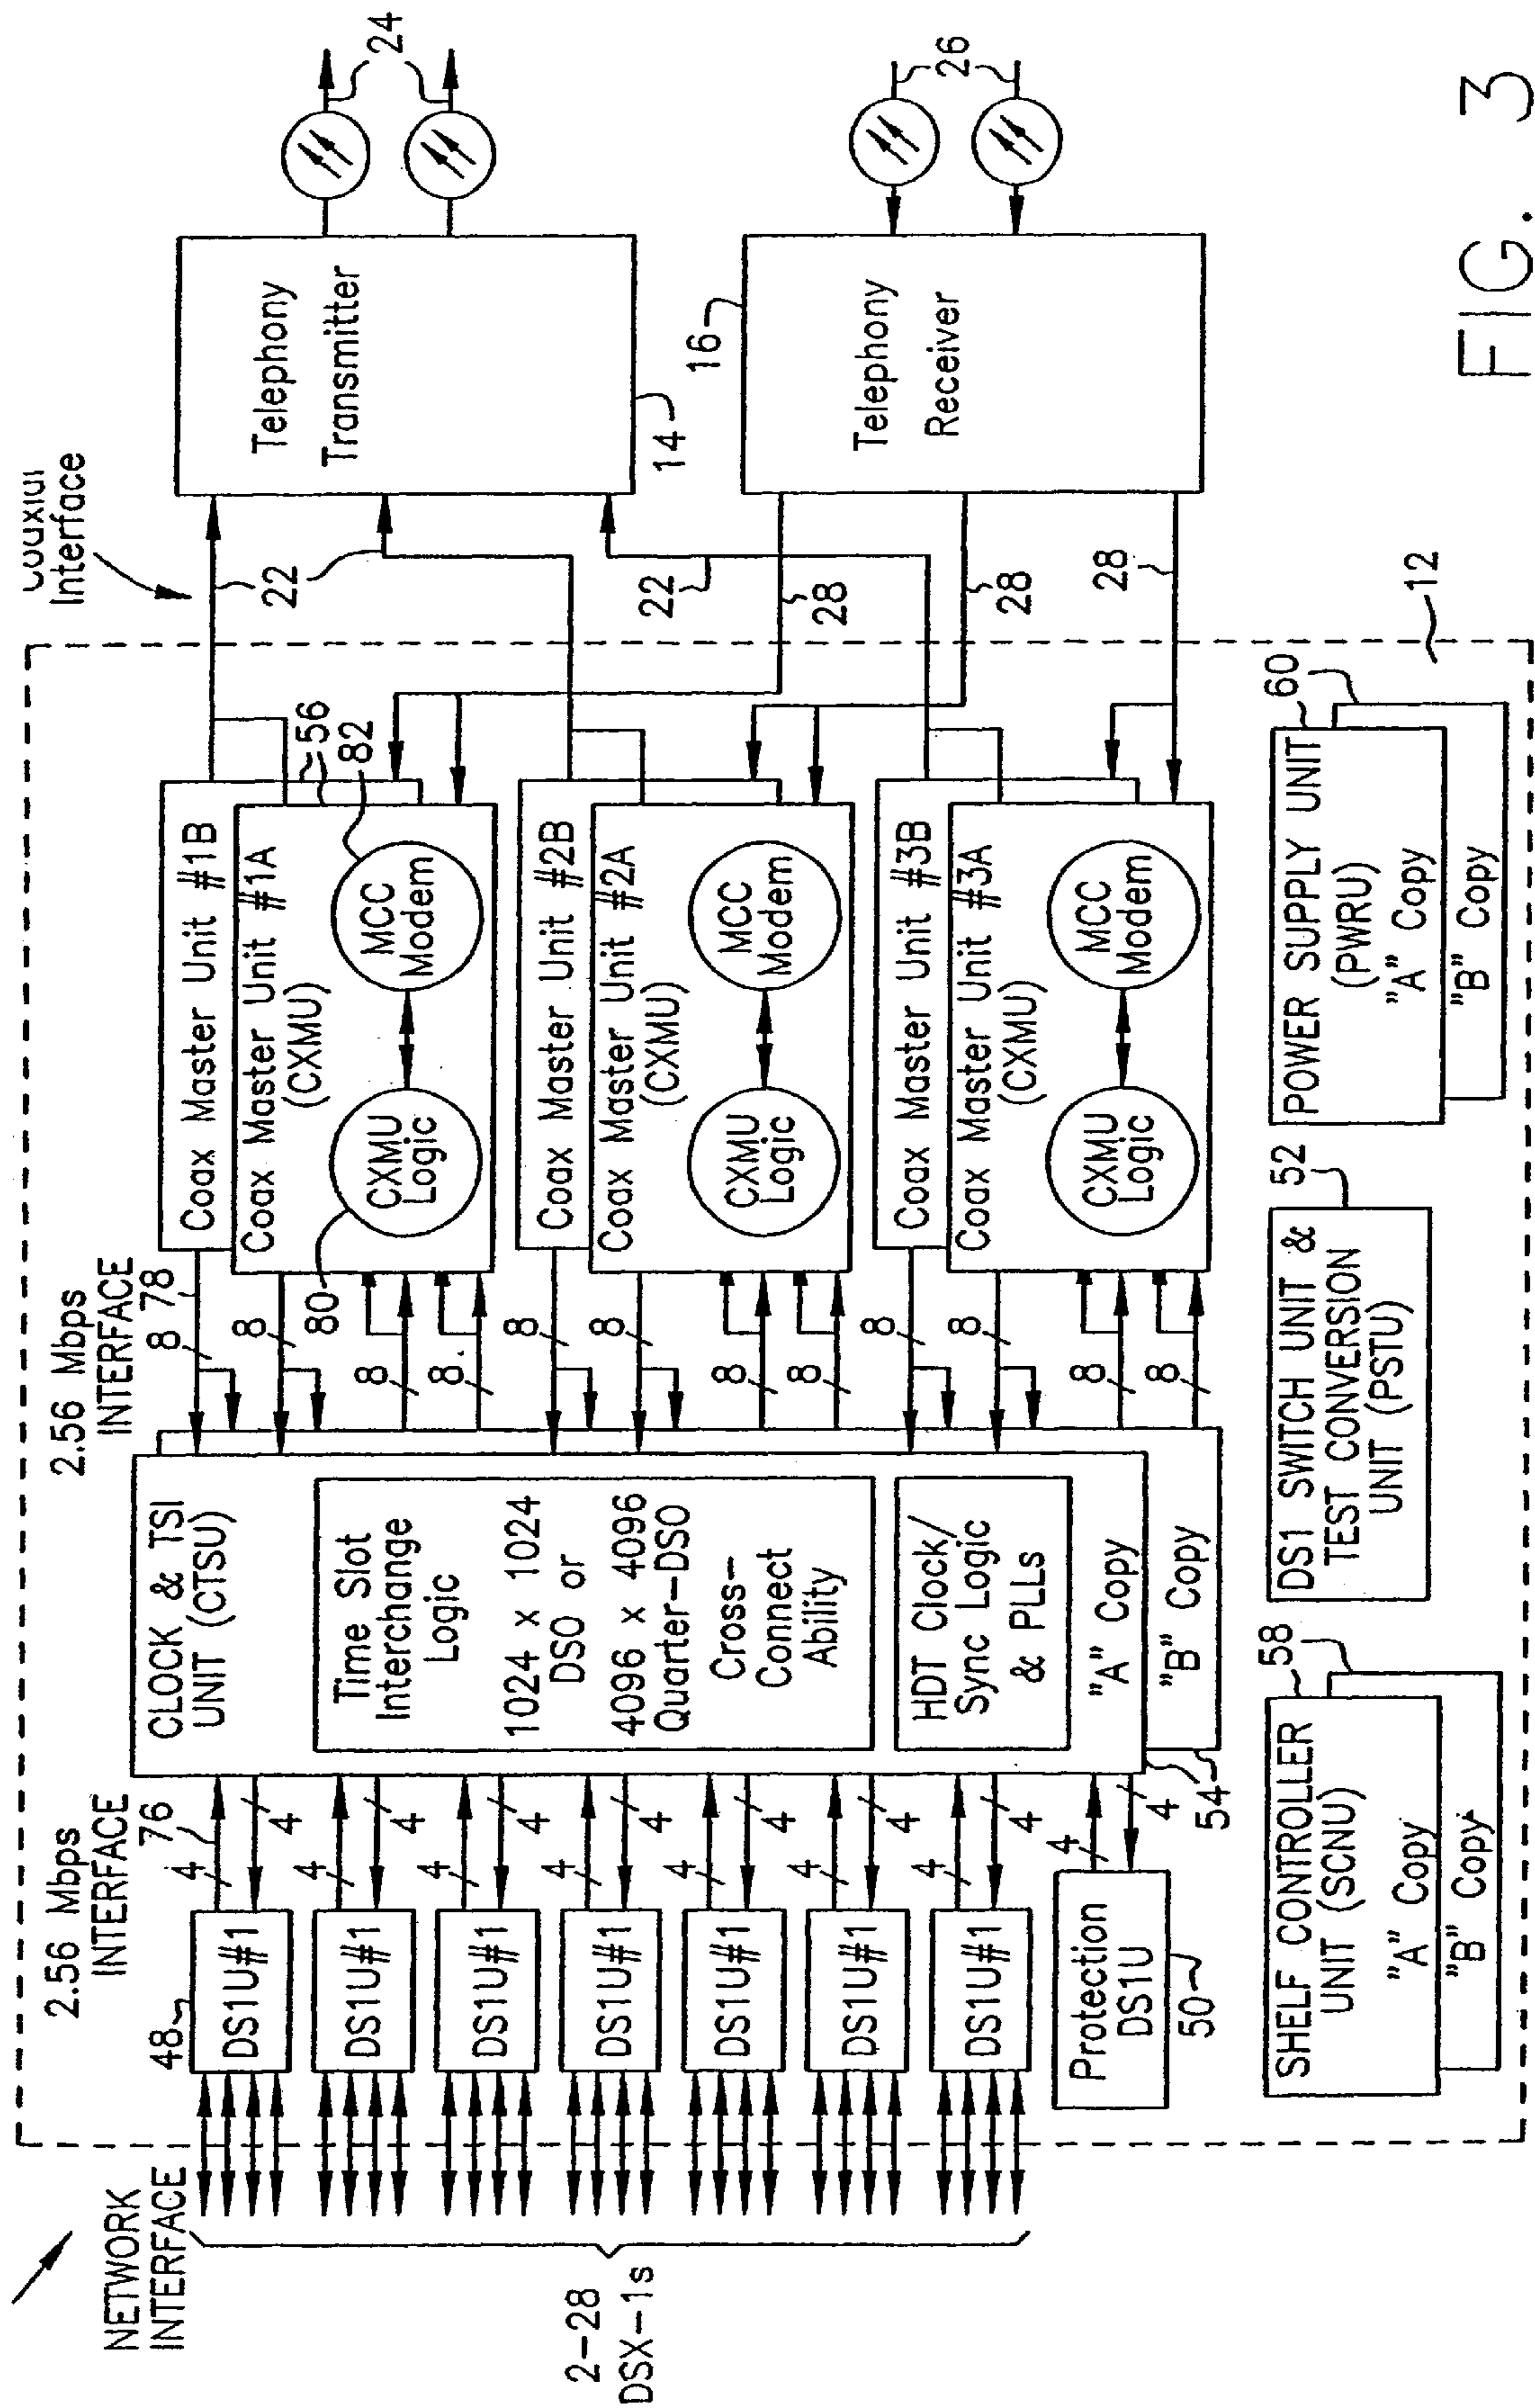 NETWORK
INTERFACE
2-28
DSX-1s
2.56 Mbps
INTERFACE
76
48
DS1U#1
4
4
DS1U#1
4
4
DS1U#1
4
4
DS1U#1
4
4
DS1U#1
4
4
DS1U#1
4
4
DS1U#1
4
4
Protection
DS1U
50
4
4
54
CLOCK & TSI
UNIT (CTSU)
Time Slot
Interchange
Logic
1024 x 1024
DSO or
4096 x 4096
Quarter-DSO
Cross-
Connect
Ability
HDT Clock/
Sync Logic
& PLLs
"A" Copy
"B" Copy
2.56 Mbps
INTERFACE
78
8
8
8
8
8
8
8
8
8
8
8
8
80
Coax Master Unit #1B
Coax Master Unit #1A
(CXMU)
CXMU
Logic
MCC
Modem
56
82
Coax Master Unit #2B
Coax Master Unit #2A
(CXMU)
CXMU
Logic
MCC
Modem
Coax Master Unit #3B
Coax Master Unit #3A
(CXMU)
CXMU
Logic
MCC
Modem
Interface
22
22
28
28
28
Telephony
Transmitter
14
24
Telephony
Receiver
16
26
SHELF CONTROLLER
UNIT (SCNU)
"A" Copy
"B" Copy
58
DS1 SWITCH UNIT &
TEST CONVERSION
UNIT (PSTU)
52
POWER SUPPLY UNIT
(PWRU)
"A" Copy
"B" Copy
60
12
FIG. 3